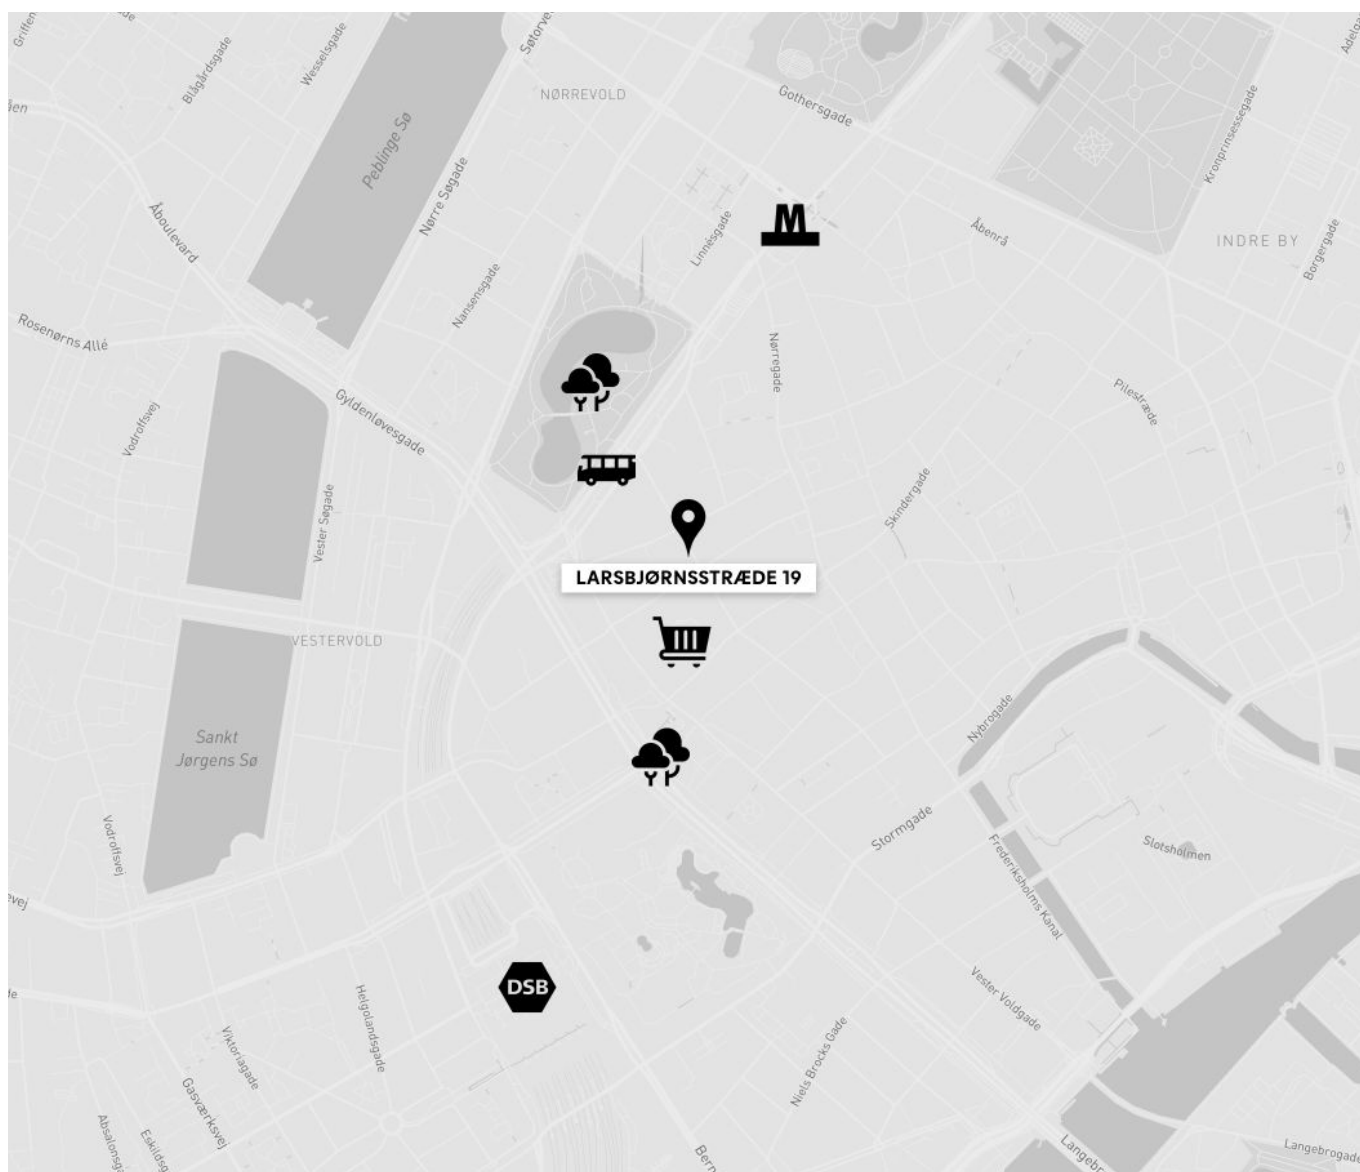 Blågårdsgade
Wesselsgade
NØRREVOLD
Gothersgade
Kronprinsessegade
Peblinge Sø
Nørre Søgade
Åboulevard
M
Linnésgade
Åbenrå
INDRE BY
Borgergade
Nansensgade
Rosenørns Allé
Nørregade
Gyldenløvesgade
Vodroffsvej
Pilestræde
Skindergade
Vester Søgade
LARSBJØRNSSTRÆDE 19
VESTERVOLD
Nybrogade
Sankt
Jørgens Sø
Stormgade
Vodroffsvej
Slotsholmen
Frederiksholms Kanal
DSB
Vester Voldgade
Helgolandsgade
Viktoriagade
Niels Brocks Gade
Gasværksvej
Langebrogade